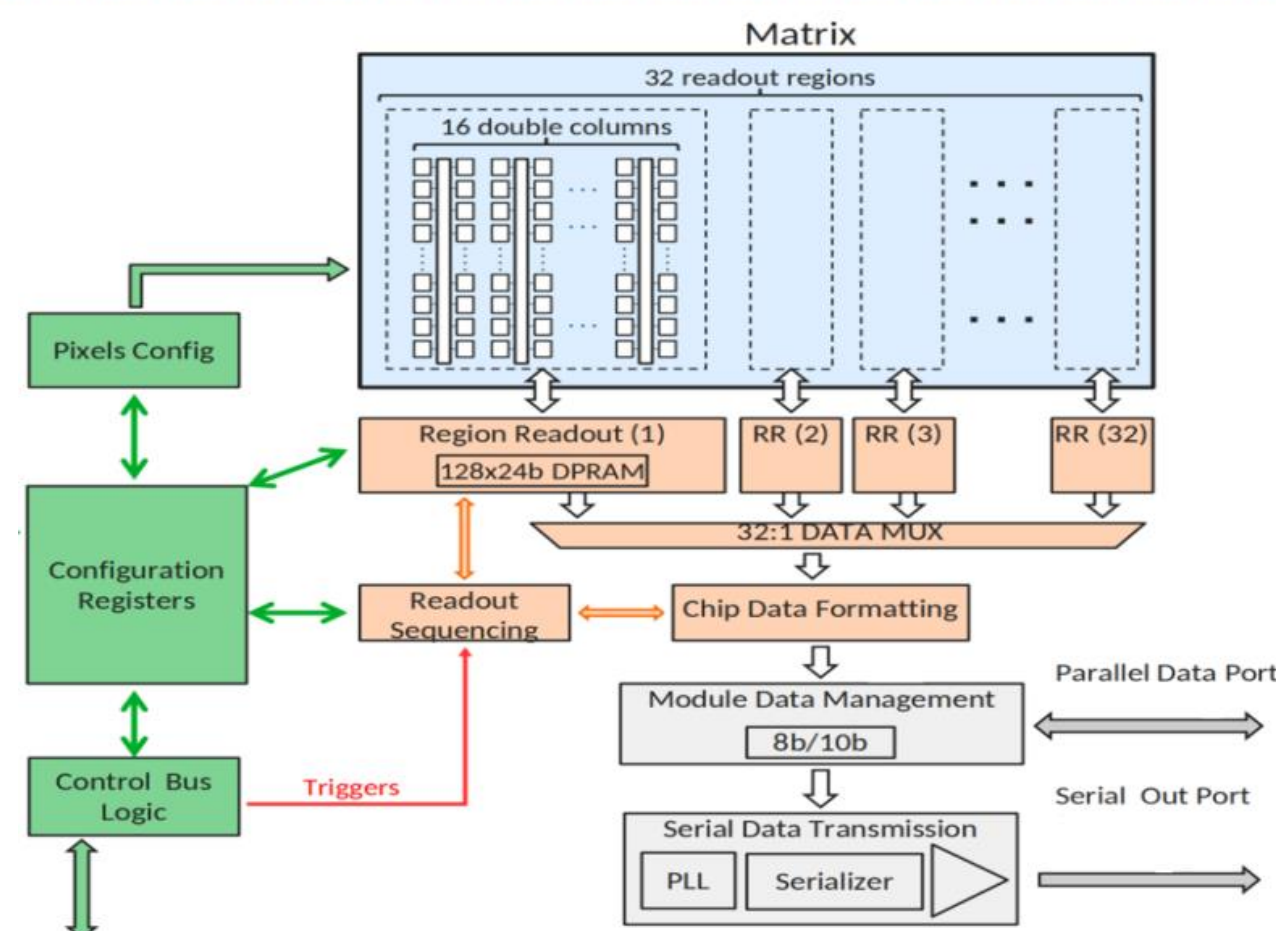 Matrix
32 readout regions
16 double columns
Pixels Config
Region Readout (1)
128x24b DPRAM
RR (2)
RR (3)
RR (32)
32:1 DATA MUX
Configuration
Registers
Readout
Sequencing
Chip Data Formatting
Module Data Management
8b/10b
Parallel Data Port
Control Bus
Logic
Triggers
Serial Data Transmission
PLL
Serializer
Serial Out Port